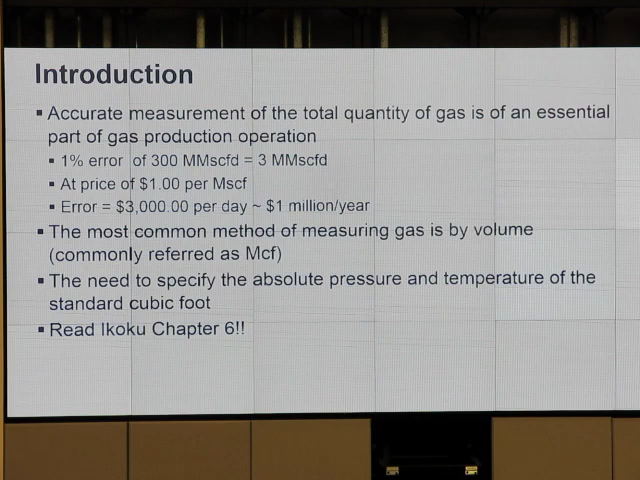 Introduction
▪ Accurate measurement of the total quantity of gas is of an essential
part of gas production operation
▪ 1% error of 300 MMscfd = 3 MMscfd
▪ At price of $1.00 per Mscf
▪ Error = $3,000.00 per day ~ $1 million/year
▪ The most common method of measuring gas is by volume
(commonly referred as Mcf)
▪ The need to specify the absolute pressure and temperature of the
standard cubic foot
▪ Read Ikoku Chapter 6!!